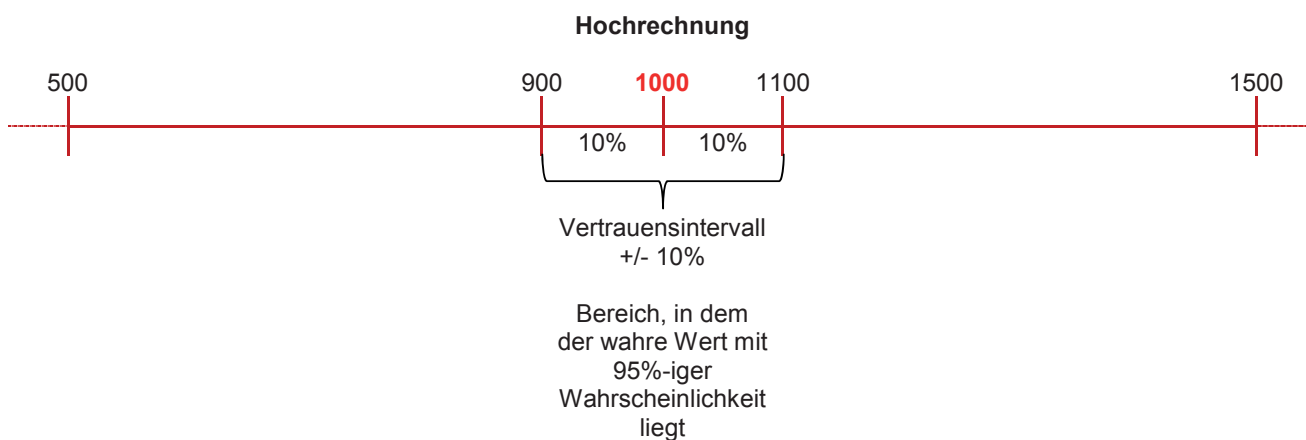 Hochrechnung
500 900 1000 1100 1500
10% 10%
Vertrauensintervall
+/- 10%
Bereich, in dem
der wahre Wert mit
95%-iger
Wahrscheinlichkeit
liegt